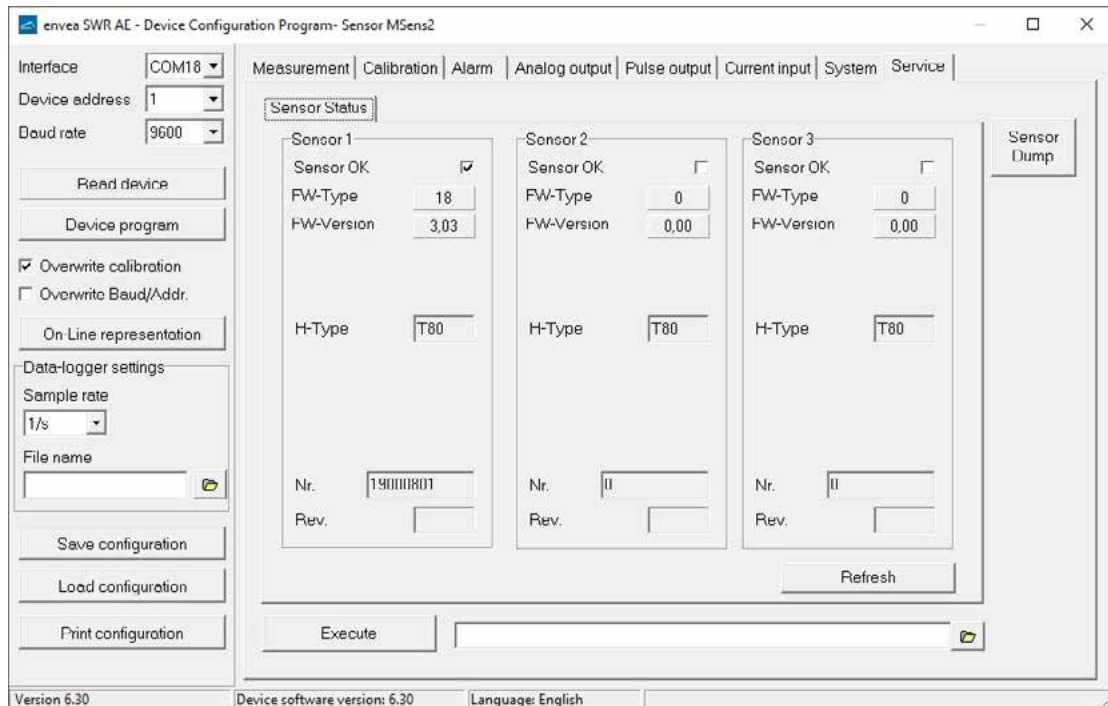 envea SWR AE - Device Configuration Program- Sensor MSens2
Interface COM18
Device address 1
Baud rate 9600
Read device
Device program
Overwrite calibration
Overwrite Baud/Addr.
On-Line representation
Data-logger settings
Sample rate
1/s
File name
Save configuration
Load configuration
Print configuration
Measurement Calibration Alarm Analog output Pulse output Current input System Service
Sensor Status
Sensor 1
Sensor OK
FW-Type 18
FW-Version 3,03
H-Type T80
Nr. 19000801
Rev.
Sensor 2
Sensor OK
FW-Type 0
FW-Version 0,00
H-Type T80
Nr. 0
Rev.
Sensor 3
Sensor OK
FW-Type 0
FW-Version 0,00
H-Type T80
Nr. 0
Rev.
Refresh
Execute
Sensor
Dump
Version 6.30 Device software version: 6.30 Language: English